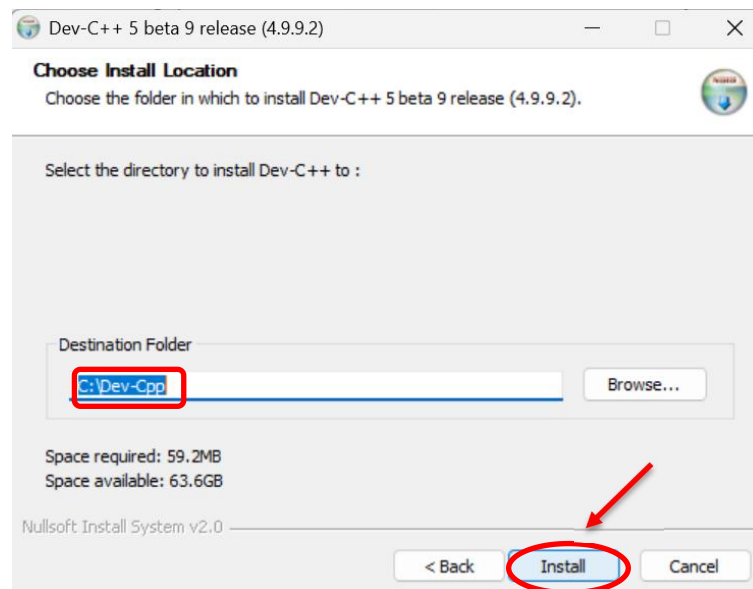 Dev-C++ 5 beta 9 release (4.9.9.2)
Choose Install Location
Choose the folder in which to install Dev-C++ 5 beta 9 release (4.9.9.2).
Select the directory to install Dev-C++ to :
Destination Folder
C:\Dev-Cpp
Browse...
Space required: 59.2MB
Space available: 63.6GB
Nullsoft Install System v2.0
< Back Install Cancel